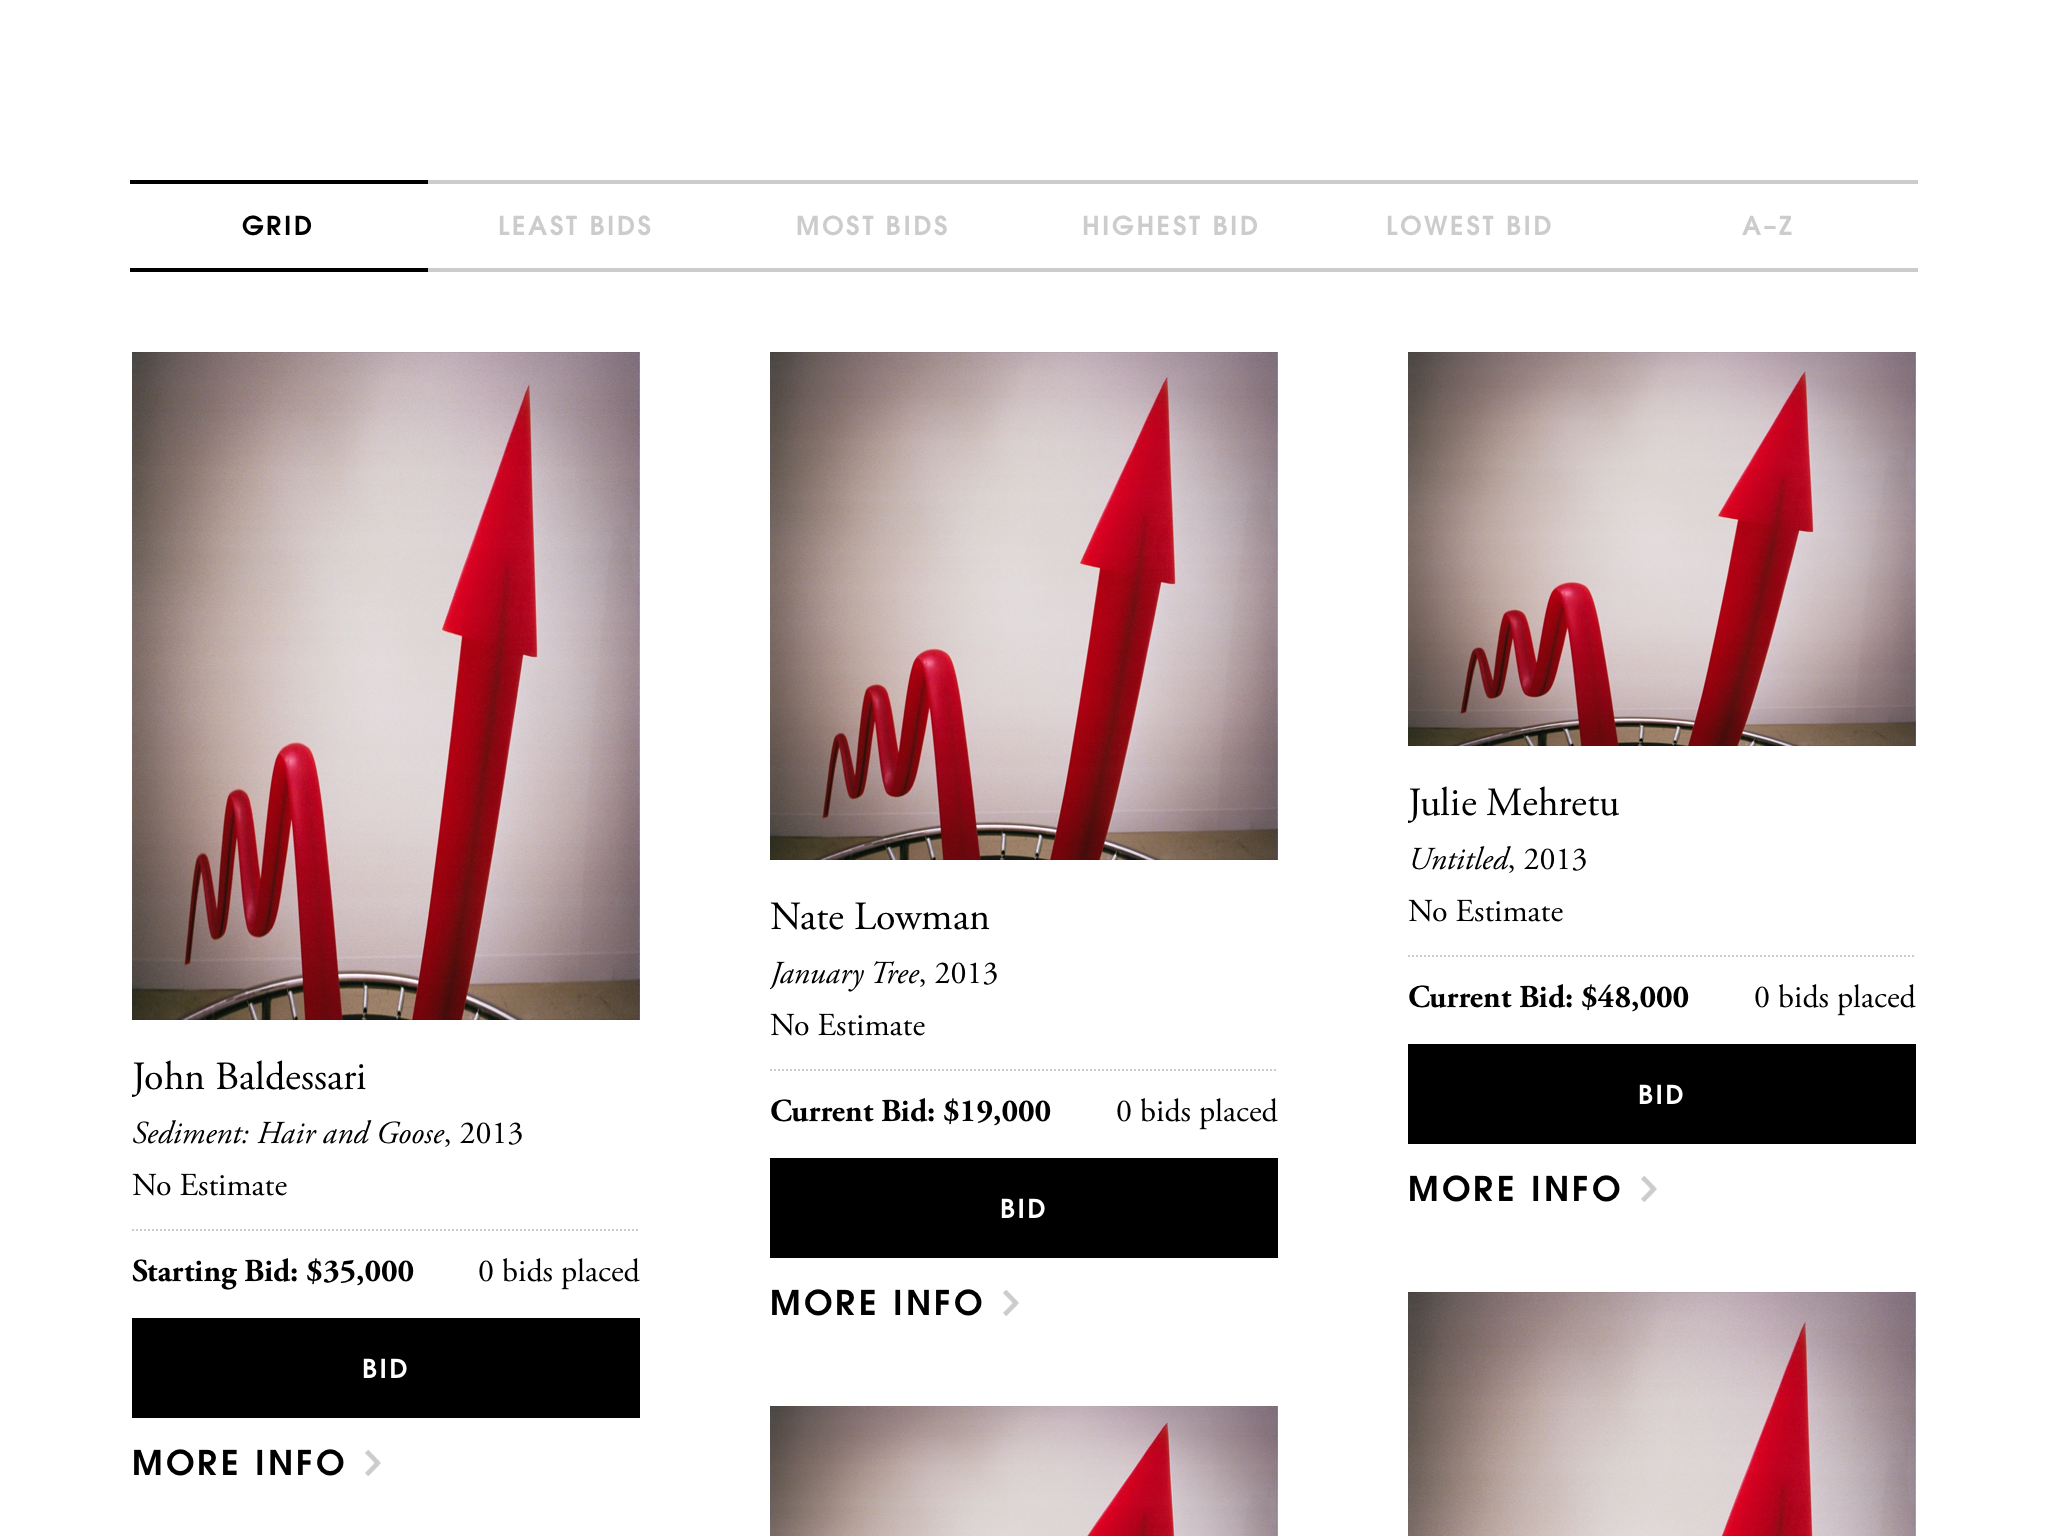 GRID LEAST BIDS MOST BIDS HIGHEST BID LOWEST BID A–Z
John Baldessari
Sediment: Hair and Goose, 2013
No Estimate
Starting Bid: $35,000 0 bids placed
BID
MORE INFO
Nate Lowman
January Tree, 2013
No Estimate
Current Bid: $19,000 0 bids placed
BID
MORE INFO
Julie Mehretu
Untitled, 2013
No Estimate
Current Bid: $48,000 0 bids placed
BID
MORE INFO